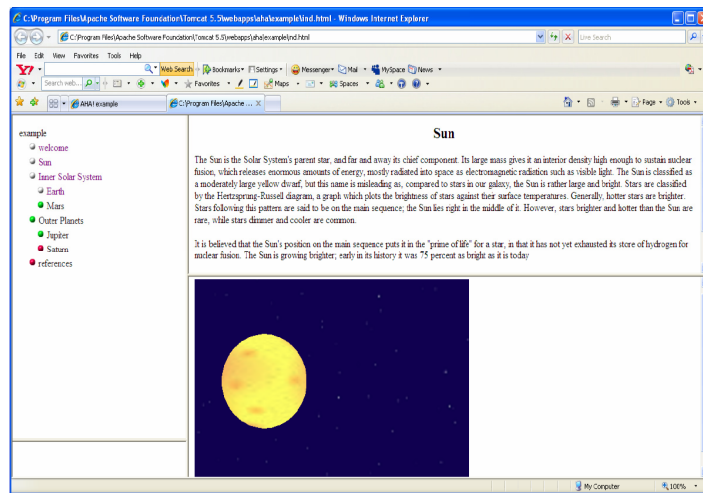 C:\Program Files\Apache Software Foundation\Tomcat 5.5\webapps\aha\example\ind.html - Windows Internet Explorer
C:\Program Files\Apache Software Foundation\Tomcat 5.5\webapps\aha\example\ind.html Live Search
File Edit View Favorites Tools Help
Y! Web Search Bookmarks Settings Messenger Mail MySpace News
Search web... Favorites Maps Spaces
AHA! example C:\Program Files\Apache ... X Page Tools
example
welcome
Sun
Inner Solar System
Earth
Mars
Outer Planets
Jupiter
Saturn
references
Sun
The Sun is the Solar System's parent star, and far and away its chief component. Its large mass gives it an interior density high enough to sustain nuclear
fusion, which releases enormous amounts of energy, mostly radiated into space as electromagnetic radiation such as visible light. The Sun is classified as
a moderately large yellow dwarf, but this name is misleading as, compared to stars in our galaxy, the Sun is rather large and bright. Stars are classified
by the Hertzsprung-Russell diagram, a graph which plots the brightness of stars against their surface temperatures. Generally, hotter stars are brighter.
Stars following this pattern are said to be on the main sequence; the Sun lies right in the middle of it. However, stars brighter and hotter than the Sun are
rare, while stars dimmer and cooler are common.
It is believed that the Sun's position on the main sequence puts it in the "prime of life" for a star, in that it has not yet exhausted its store of hydrogen for
nuclear fusion. The Sun is growing brighter; early in its history it was 75 percent as bright as it is today
My Computer 100%